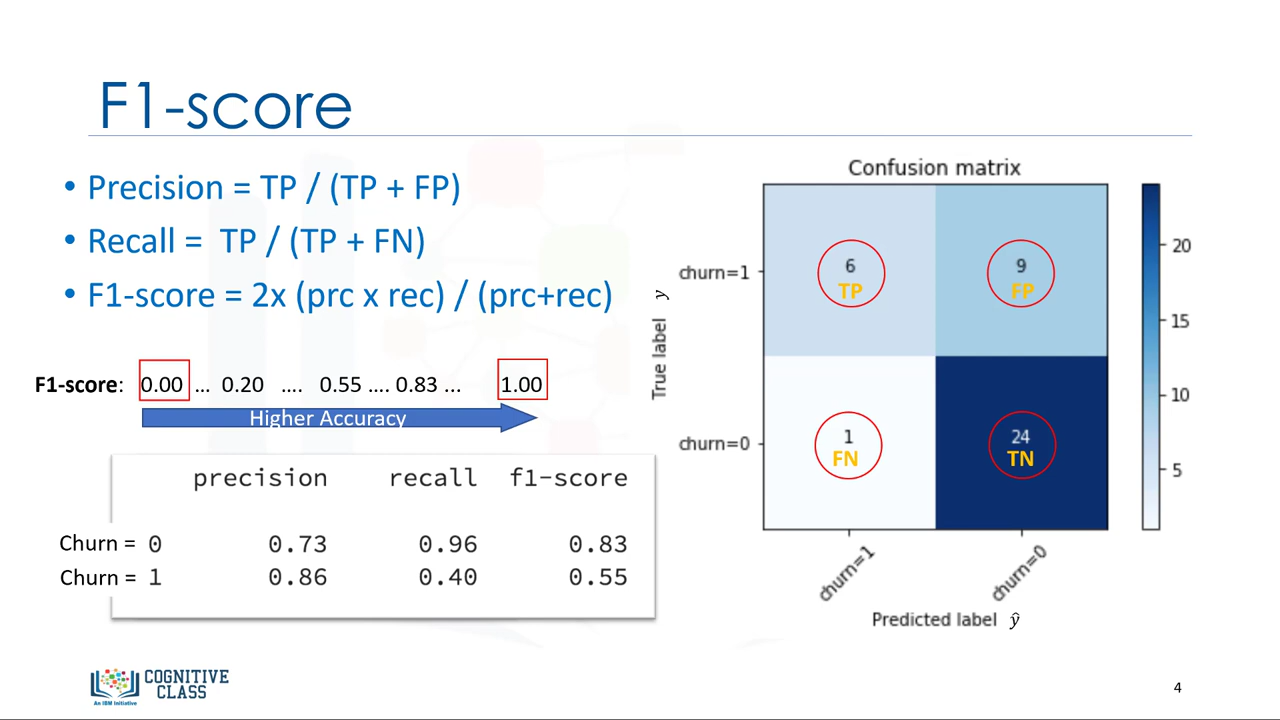 F1-score
• Precision = TP / (TP + FP)
• Recall = TP / (TP + FN)
• F1-score = 2x (prc x rec) / (prc+rec)
F1-score: 0.00 ... 0.20 .... 0.55 .... 0.83 ... 1.00
Higher Accuracy
precision recall f1-score
Churn = 0 0.73 0.96 0.83
Churn = 1 0.86 0.40 0.55
Confusion matrix
True label y
churn=1
6
TP
9
FP
churn=0
1
FN
24
TN
churn=1
churn=0
Predicted label ŷ
20
15
10
5
COGNITIVE
CLASS
An IBM Initiative
4